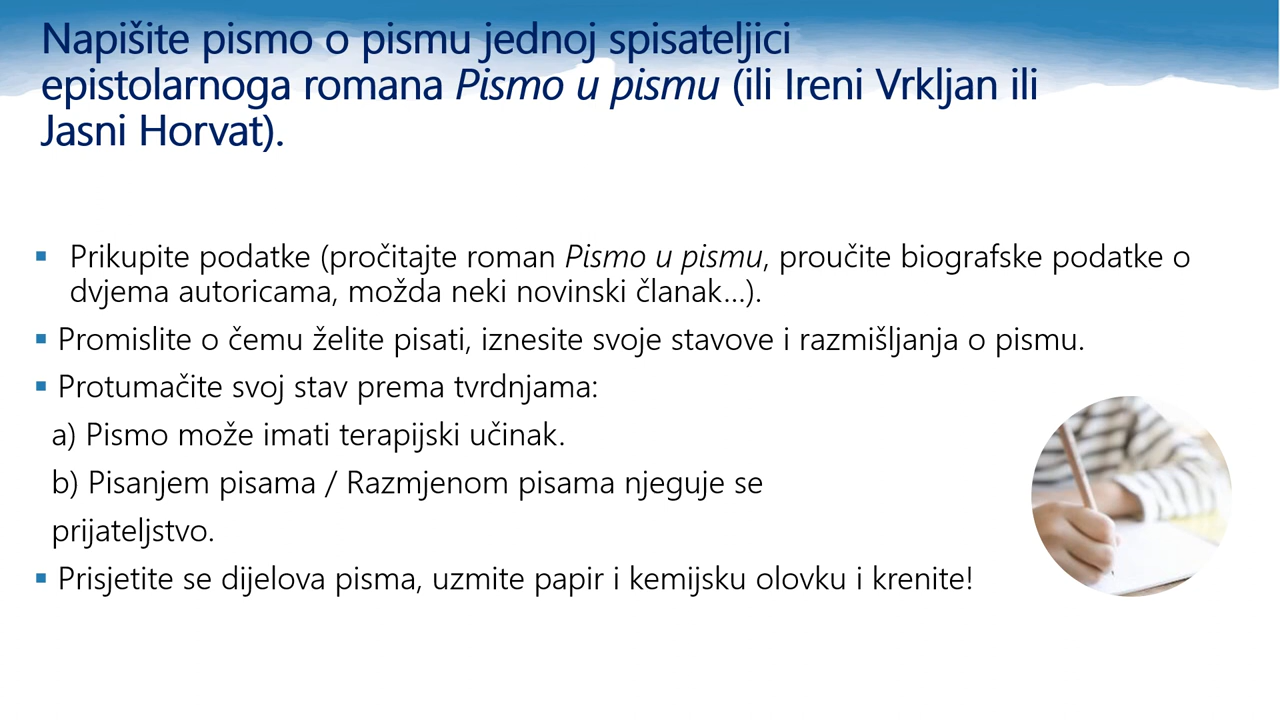 Napišite pismo o pismu jednoj spisateljici
epistolarnoga romana Pismo u pismu (ili Ireni Vrkljan ili
Jasni Horvat).
▪ Prikupite podatke (pročitajte roman Pismo u pismu, proučite biografske podatke o
dvjema autoricama, možda neki novinski članak...).
▪ Promislite o čemu želite pisati, iznesite svoje stavove i razmišljanja o pismu.
▪ Protumačite svoj stav prema tvrdnjama:
a) Pismo može imati terapijski učinak.
b) Pisanjem pisama / Razmjenom pisama njeguje se
prijateljstvo.
▪ Prisjetite se dijelova pisma, uzmite papir i kemijsku olovku i krenite!